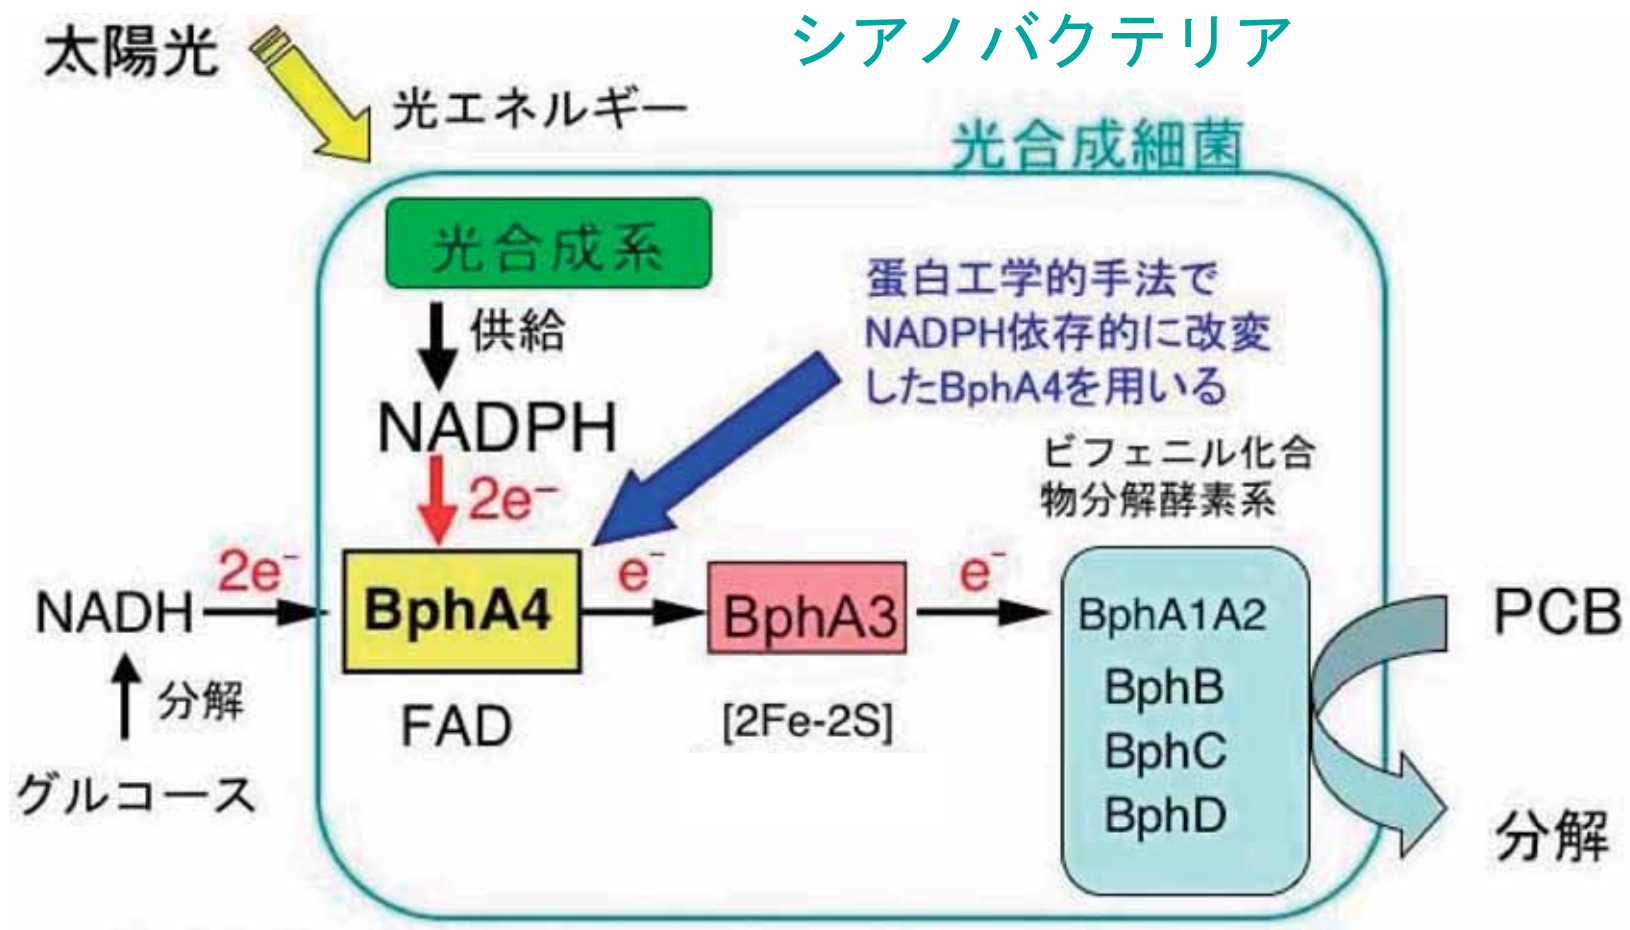 シアノバクテリア
太陽光
光エネルギー
光合成細菌
光合成系
供給
蛋白工学的手法で
NADPH依存的に改変
したBphA4を用いる
NADPH
2e⁻
ビフェニル化合
物分解酵素系
NADH
2e⁻
BphA4
e⁻
BphA3
e⁻
BphA1A2
BphB
BphC
BphD
PCB
分解
FAD
[2Fe-2S]
グルコース
分解